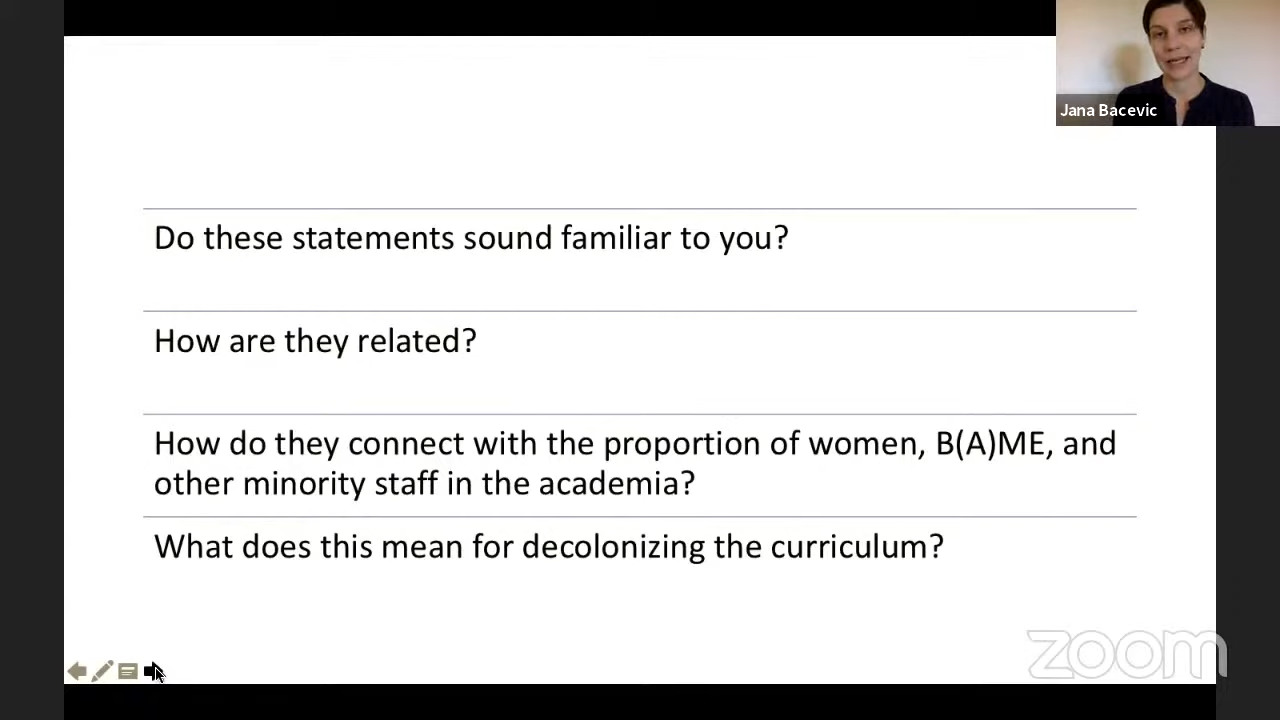 Jana Bacevic
Do these statements sound familiar to you?
How are they related?
How do they connect with the proportion of women, B(A)ME, and
other minority staff in the academia?
What does this mean for decolonizing the curriculum?
zoom